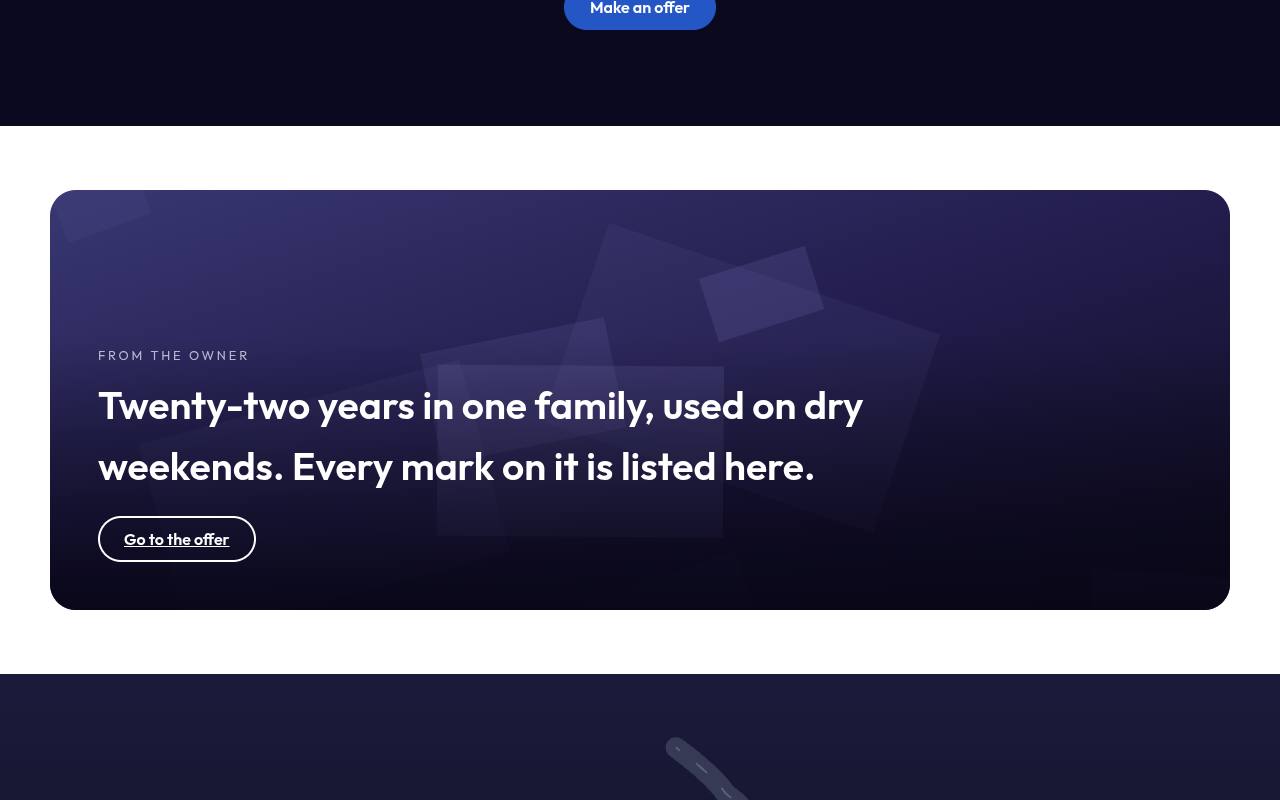 Make an offer
FROM THE OWNER
Twenty-two years in one family, used on dry
weekends. Every mark on it is listed here.
Go to the offer